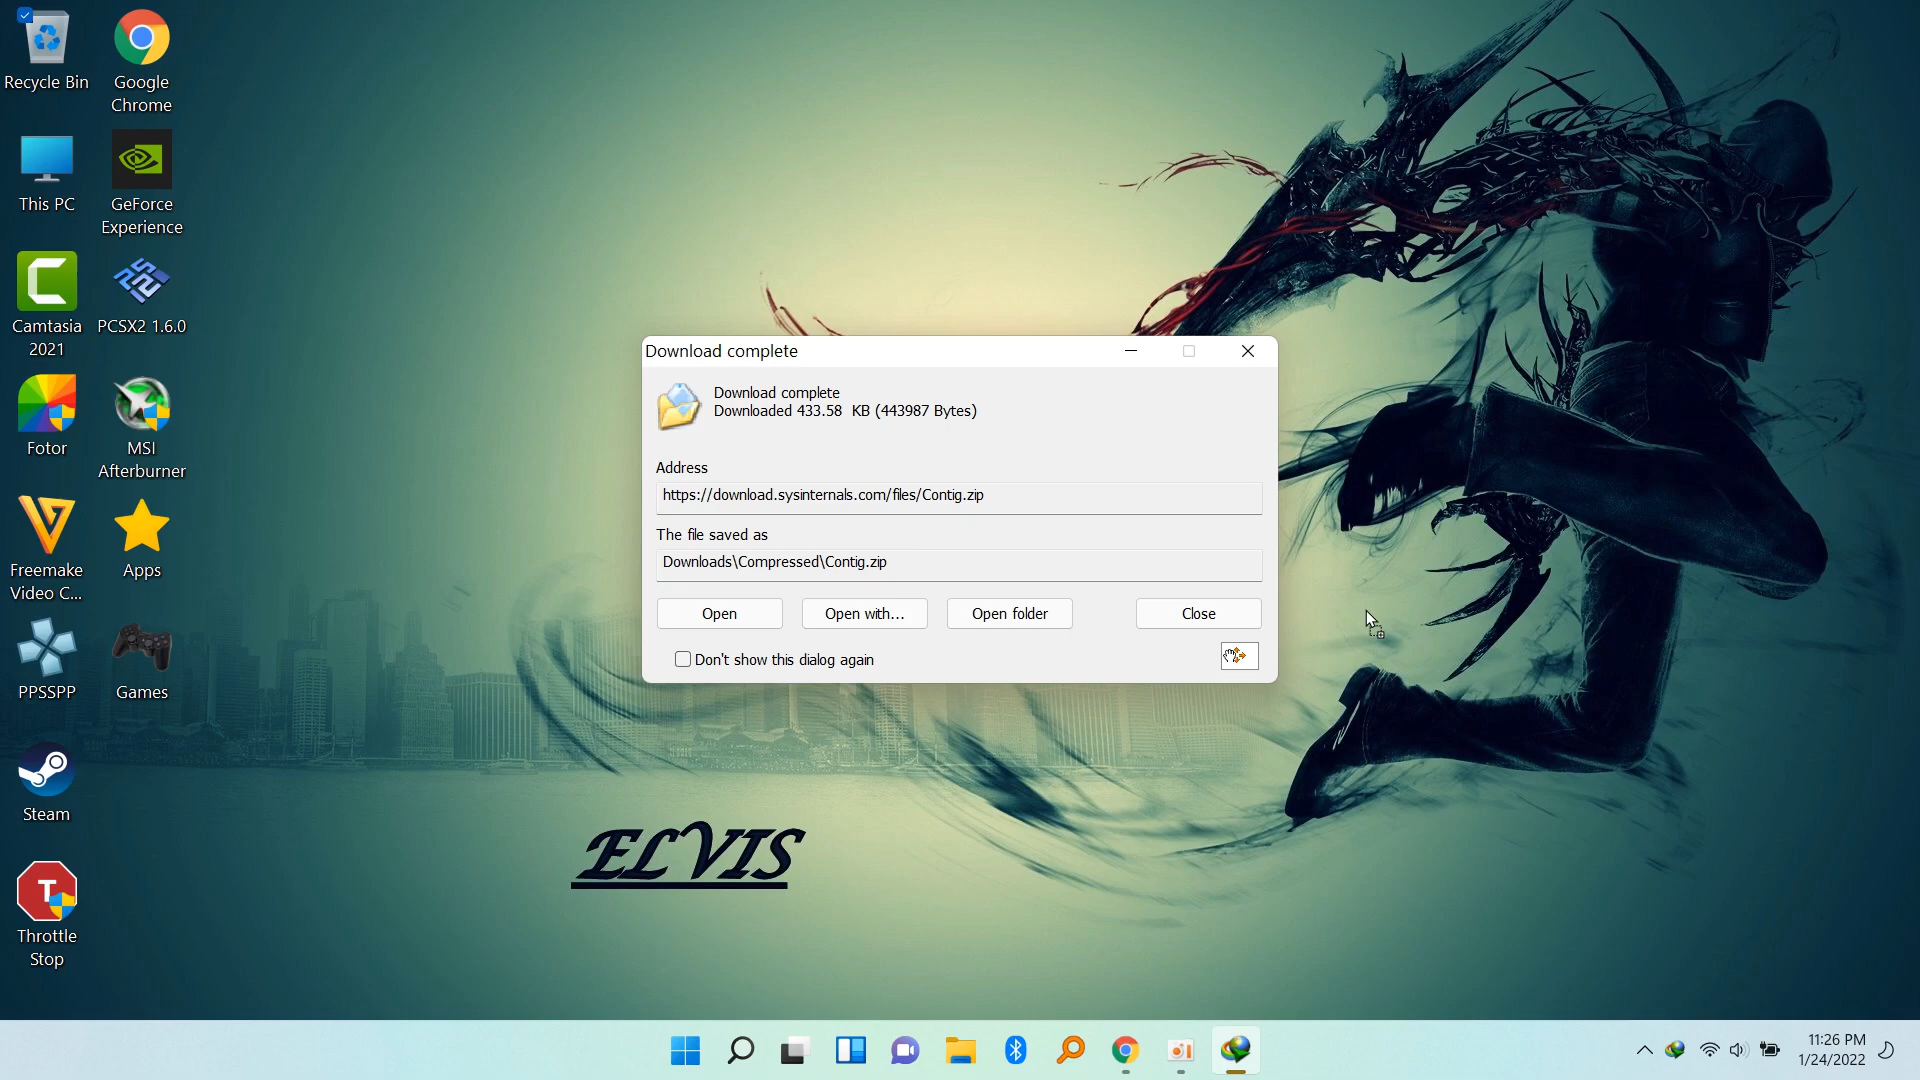 Recycle Bin
Google
Chrome
This PC
GeForce
Experience
Camtasia
2021
PCSX2 1.6.0
Fotor
MSI
Afterburner
Freemake
Video C...
Apps
PPSSPP
Games
Steam
Throttle
Stop
Download complete
Download complete
Downloaded 433.58 KB (443987 Bytes)
Address
https://download.sysinternals.com/files/Contig.zip
The file saved as
Downloads\Compressed\Contig.zip
Open
Open with...
Open folder
Close
Don't show this dialog again
ELVIS
11:26 PM
1/24/2022